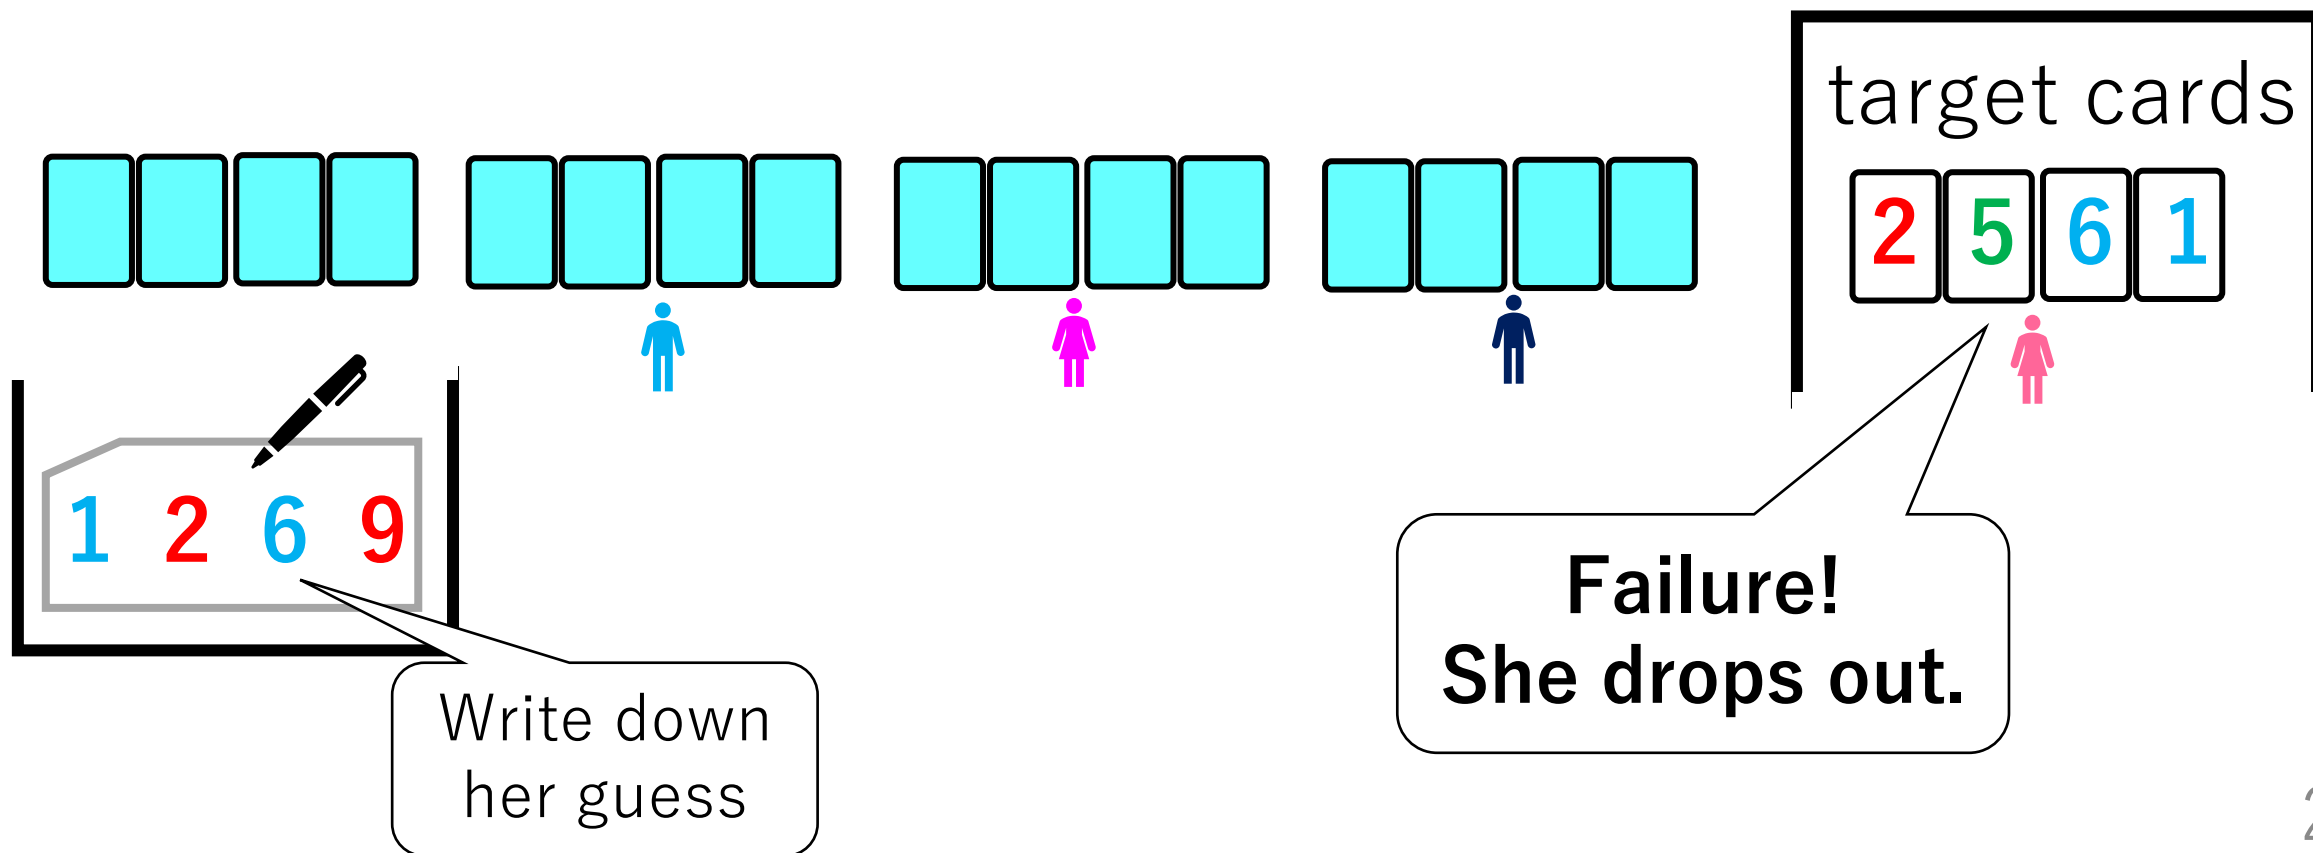 target cards
2 5 6 1
1 2 6 9
Failure!
She drops out.
Write down
her guess